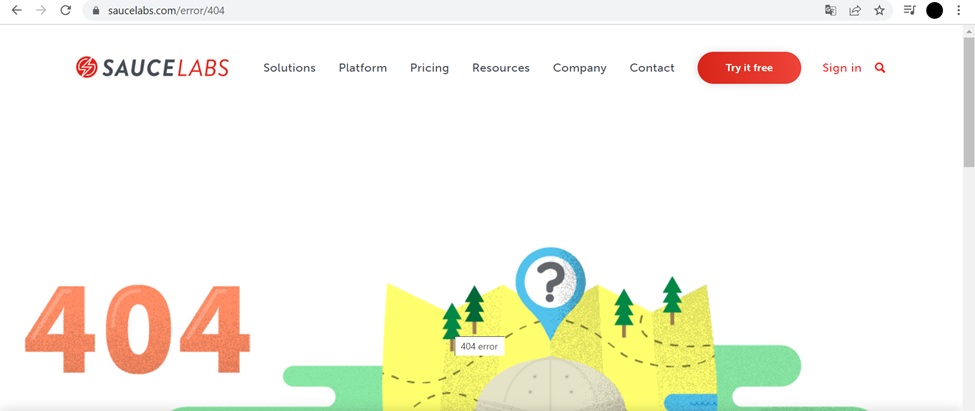 saucelabs.com/error/404
SAUCELABS
Solutions
Platform
Pricing
Resources
Company
Contact
Try it free
Sign in
?
404
404 error